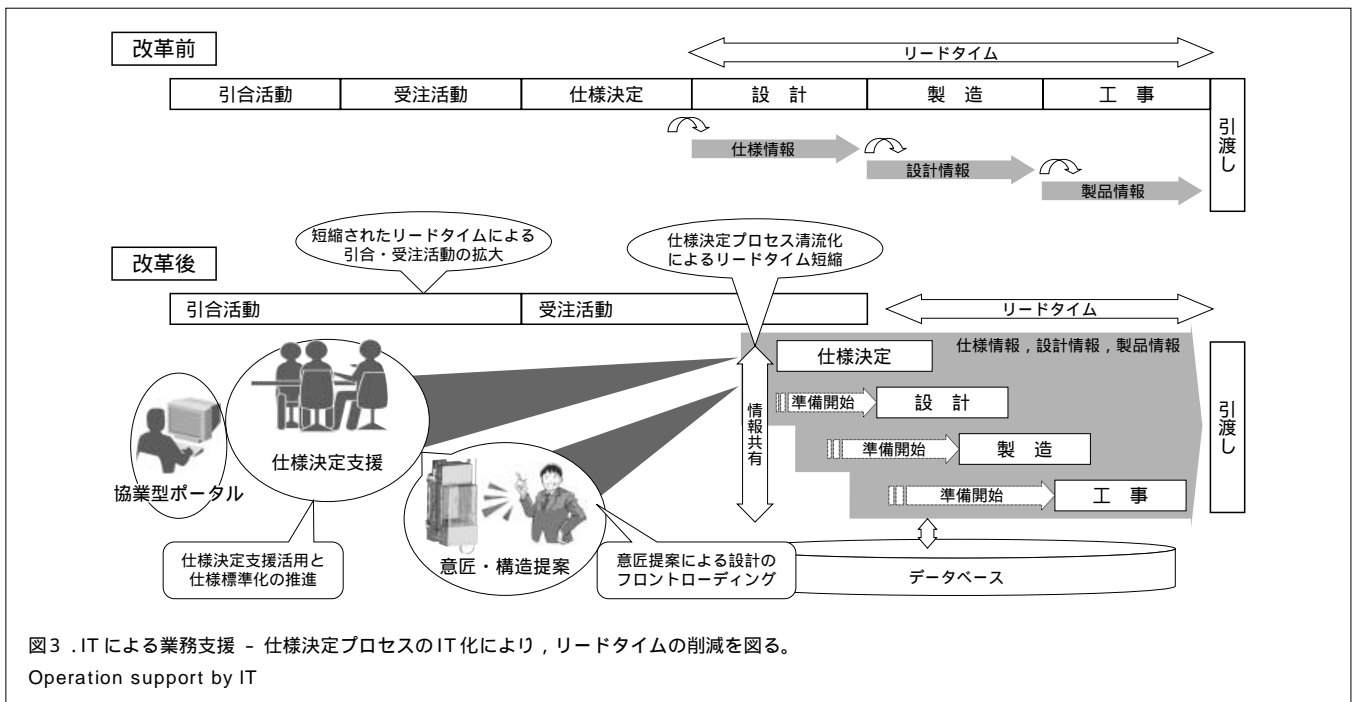 改革前
リードタイム
引合活動
受注活動
仕様決定
設 計
製 造
工 事
引渡し
仕様情報
設計情報
製品情報
改革後
短縮されたリードタイムによる
引合・受注活動の拡大
仕様決定プロセス清流化
によるリードタイム短縮
引合活動
受注活動
リードタイム
仕様情報，設計情報，製品情報
仕様決定
準備開始
設 計
準備開始
製 造
準備開始
工 事
情報共有
引渡し
仕様決定支援
協業型ポータル
意匠・構造提案
仕様決定支援活用と
仕様標準化の推進
意匠提案による設計の
フロントローディング
データベース
図3．ITによる業務支援 － 仕様決定プロセスのIT化により，リードタイムの削減を図る。
Operation support by IT